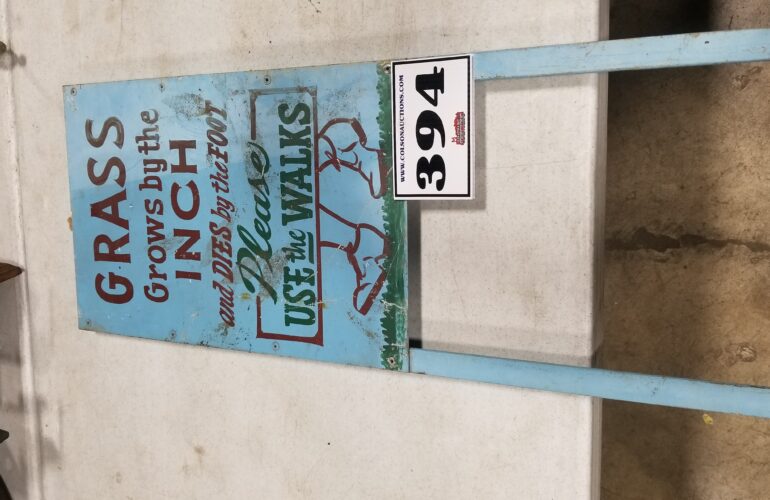 GRASS
Grows by the
INCH
and DIES by the FOOT
Please
USE the WALKS
WWW.COLSONAUCTIONS.COM
394